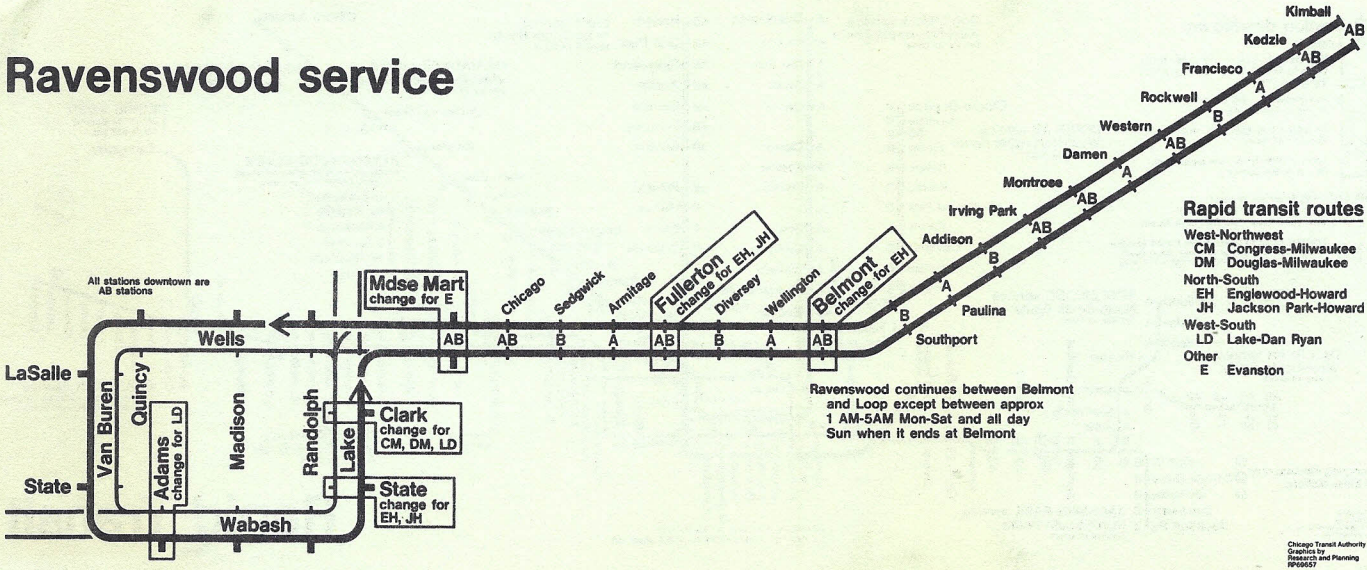 Ravenswood service
Kimball
AB
Kedzie
AB
Francisco
A
Rockwell
B
Western
AB
Damen
A
Montrose
AB
Irving Park
AB
Addison
B
Paulina
A
Southport
B
Belmont
change for EH
AB
Wellington
A
Diversey
B
Fullerton
change for EH, JH
AB
Armitage
A
Sedgwick
B
Chicago
AB
Mdse Mart
change for E
AB
All stations downtown are
AB stations
Wells
LaSalle
Van Buren
Quincy
Madison
Randolph
Lake
Clark
change for
CM, DM, LD
State
Adams
change for LD
State
change for
EH, JH
Wabash
Ravenswood continues between Belmont
and Loop except between approx
1 AM-5AM Mon-Sat and all day
Sun when it ends at Belmont
Rapid transit routes
West-Northwest
CM Congress-Milwaukee
DM Douglas-Milwaukee
North-South
EH Englewood-Howard
JH Jackson Park-Howard
West-South
LD Lake-Dan Ryan
Other
E Evanston
Chicago Transit Authority
Graphics by
Research and Planning
RP69657